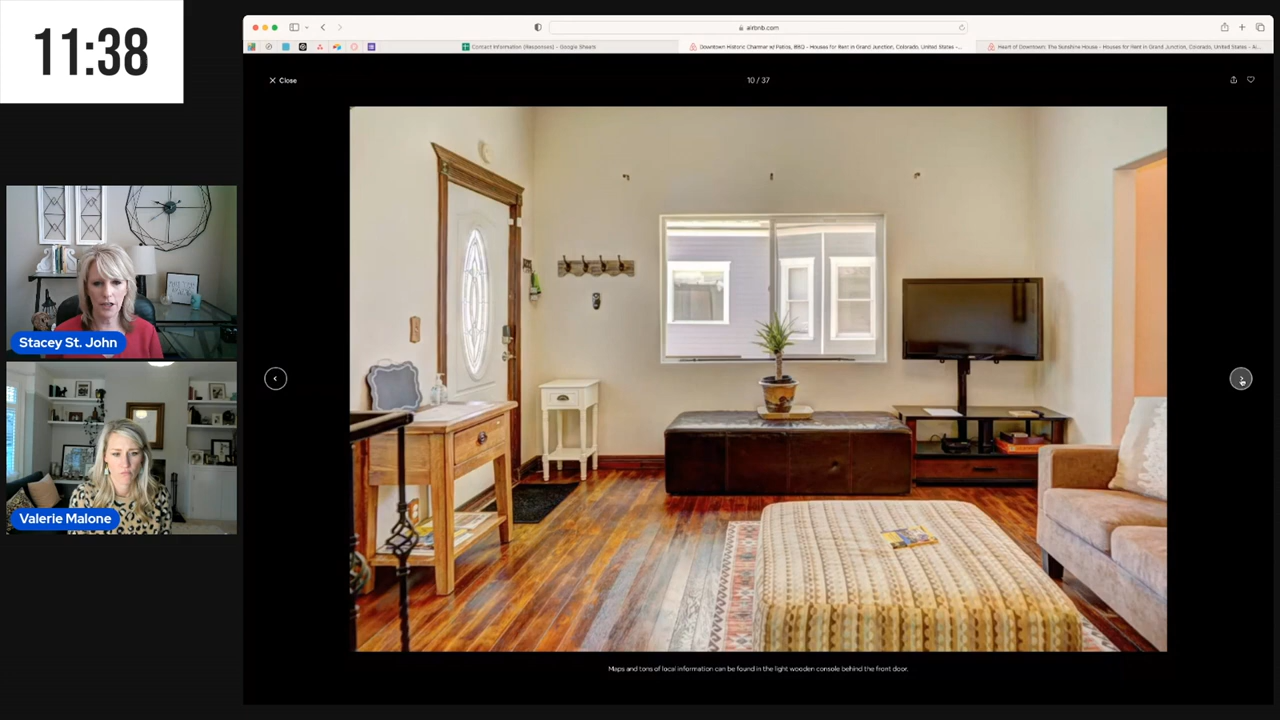 11:38
airbnb.com
Contact Information (Responses) - Google Sheets
Downtown Historic Charmer w/ Patios, BBQ - Houses for Rent in Grand Junction, Colorado, United States -...
Heart of Downtown: The Sunshine House - Houses for Rent in Grand Junction, Colorado, United States - Ai...
Close
10 / 37
Stacey St. John
Valerie Malone
Maps and tons of local information can be found in the light wooden console behind the front door.